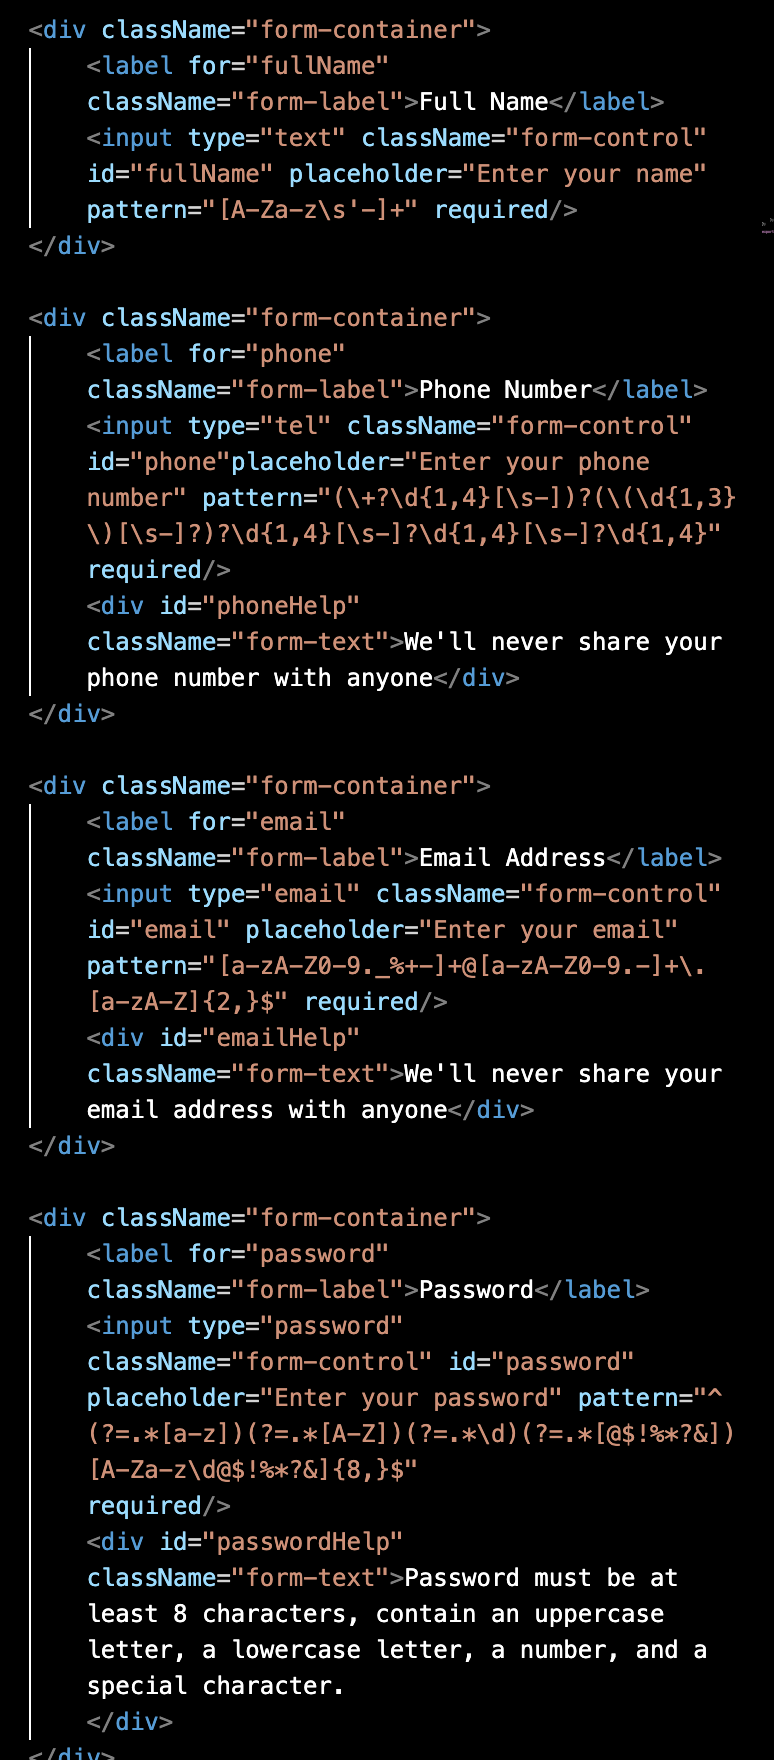 <div className="form-container">
<label for="fullName"
className="form-label">Full Name</label>
<input type="text" className="form-control"
id="fullName" placeholder="Enter your name"
pattern="[A-Za-z\s'-]+" required/>
</div>
<div className="form-container">
<label for="phone"
className="form-label">Phone Number</label>
<input type="tel" className="form-control"
id="phone"placeholder="Enter your phone
number" pattern="(\+?\d{1,4}[\s-])?(\(\d{1,3}
\)[\s-]?)?\d{1,4}[\s-]?\d{1,4}[\s-]?\d{1,4}"
required/>
<div id="phoneHelp"
className="form-text">We'll never share your
phone number with anyone</div>
</div>
<div className="form-container">
<label for="email"
className="form-label">Email Address</label>
<input type="email" className="form-control"
id="email" placeholder="Enter your email"
pattern="[a-zA-Z0-9._%+-]+@[a-zA-Z0-9.-]+\.
[a-zA-Z]{2,}$" required/>
<div id="emailHelp"
className="form-text">We'll never share your
email address with anyone</div>
</div>
<div className="form-container">
<label for="password"
className="form-label">Password</label>
<input type="password"
className="form-control" id="password"
placeholder="Enter your password" pattern="^
(?=.*[a-z])(?=.*[A-Z])(?=.*\d)(?=.*[@$!%*?&])
[A-Za-z\d@$!%*?&]{8,}$"
required/>
<div id="passwordHelp"
className="form-text">Password must be at
least 8 characters, contain an uppercase
letter, a lowercase letter, a number, and a
special character.
</div>
</div>